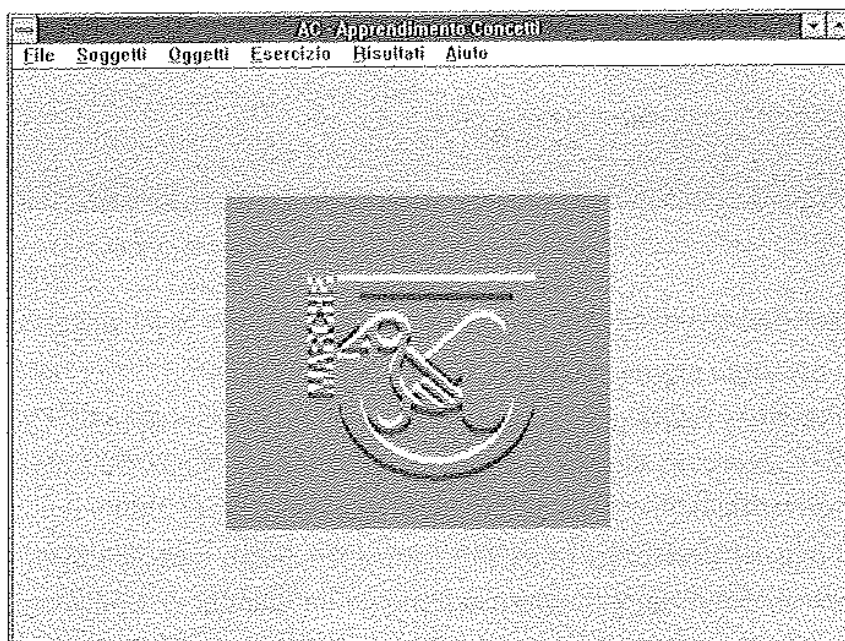 AC - Apprendimento Concetti
File Soggetti Oggetti Esercizio Risultati Aiuto